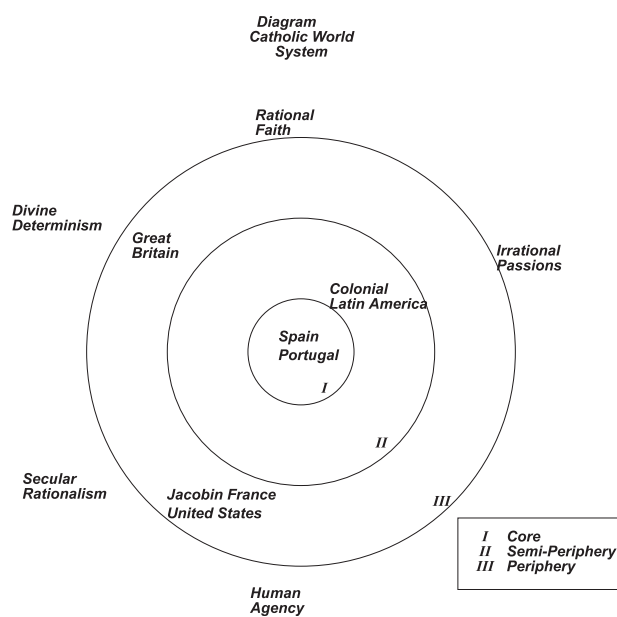 Diagram
Catholic World
System
Rational
Faith
Divine
Determinism
Great
Britain
Irrational
Passions
Colonial
Latin America
Spain
Portugal
I
II
Secular
Rationalism
Jacobin France
United States
III
I Core
II Semi-Periphery
III Periphery
Human
Agency